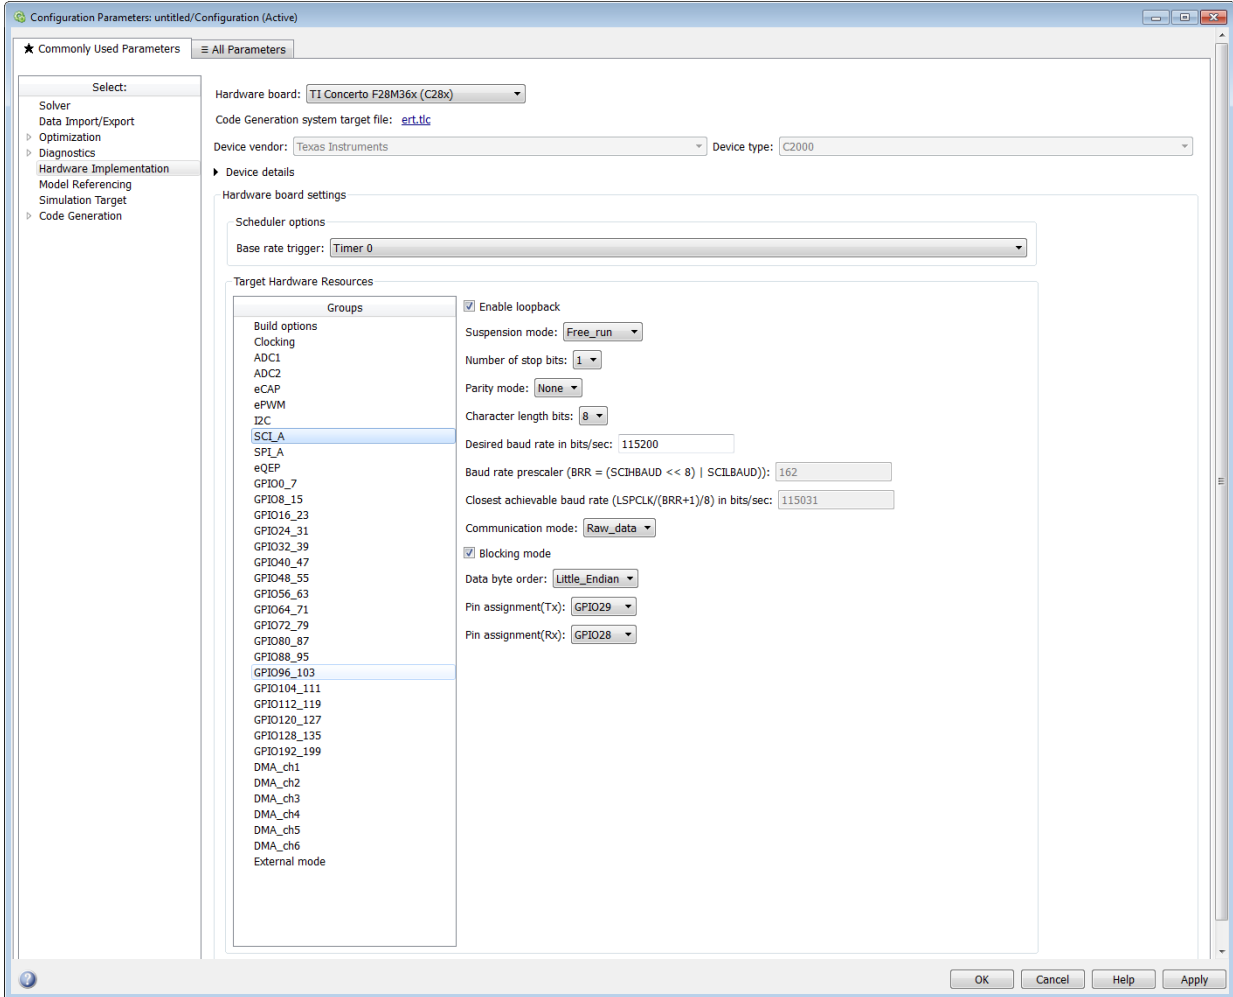 Configuration Parameters: untitled/Configuration (Active)
★ Commonly Used Parameters
≡ All Parameters
Select:
Solver
Data Import/Export
Optimization
Diagnostics
Hardware Implementation
Model Referencing
Simulation Target
Code Generation
Hardware board: TI Concerto F28M36x (C28x)
Code Generation system target file: ert.tlc
Device vendor: Texas Instruments Device type: C2000
Device details
Hardware board settings
Scheduler options
Base rate trigger: Timer 0
Target Hardware Resources
Groups
Build options
Clocking
ADC1
ADC2
eCAP
ePWM
I2C
SCI_A
SPI_A
eQEP
GPIO0_7
GPIO8_15
GPIO16_23
GPIO24_31
GPIO32_39
GPIO40_47
GPIO48_55
GPIO56_63
GPIO64_71
GPIO72_79
GPIO80_87
GPIO88_95
GPIO96_103
GPIO104_111
GPIO112_119
GPIO120_127
GPIO128_135
GPIO192_199
DMA_ch1
DMA_ch2
DMA_ch3
DMA_ch4
DMA_ch5
DMA_ch6
External mode
Enable loopback
Suspension mode: Free_run
Number of stop bits: 1
Parity mode: None
Character length bits: 8
Desired baud rate in bits/sec: 115200
Baud rate prescaler (BRR = (SCIHBAUD << 8) | SCILBAUD)): 162
Closest achievable baud rate (LSPCLK/(BRR+1)/8) in bits/sec: 115031
Communication mode: Raw_data
Blocking mode
Data byte order: Little_Endian
Pin assignment(Tx): GPIO29
Pin assignment(Rx): GPIO28
?
OK
Cancel
Help
Apply